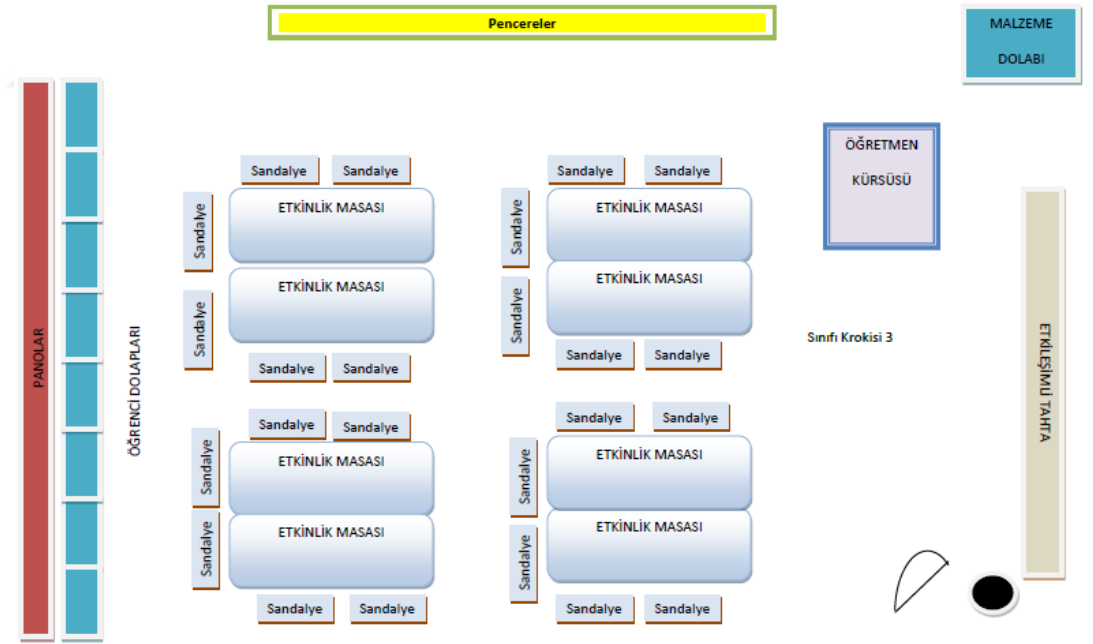 Pencereler
MALZEME
DOLABI
ÖĞRETMEN
KÜRSÜSÜ
Sandalye
Sandalye
Sandalye
Sandalye
Sandalye
ETKİNLİK MASASI
Sandalye
ETKİNLİK MASASI
Sandalye
ETKİNLİK MASASI
Sandalye
ETKİNLİK MASASI
PANOLAR
ÖĞRENCİ DOLAPLARI
Sınıfı Krokisi 3
ETKİLEŞİMLİ TAHTA
Sandalye
Sandalye
Sandalye
Sandalye
Sandalye
Sandalye
Sandalye
Sandalye
Sandalye
ETKİNLİK MASASI
Sandalye
ETKİNLİK MASASI
Sandalye
ETKİNLİK MASASI
Sandalye
ETKİNLİK MASASI
Sandalye
Sandalye
Sandalye
Sandalye